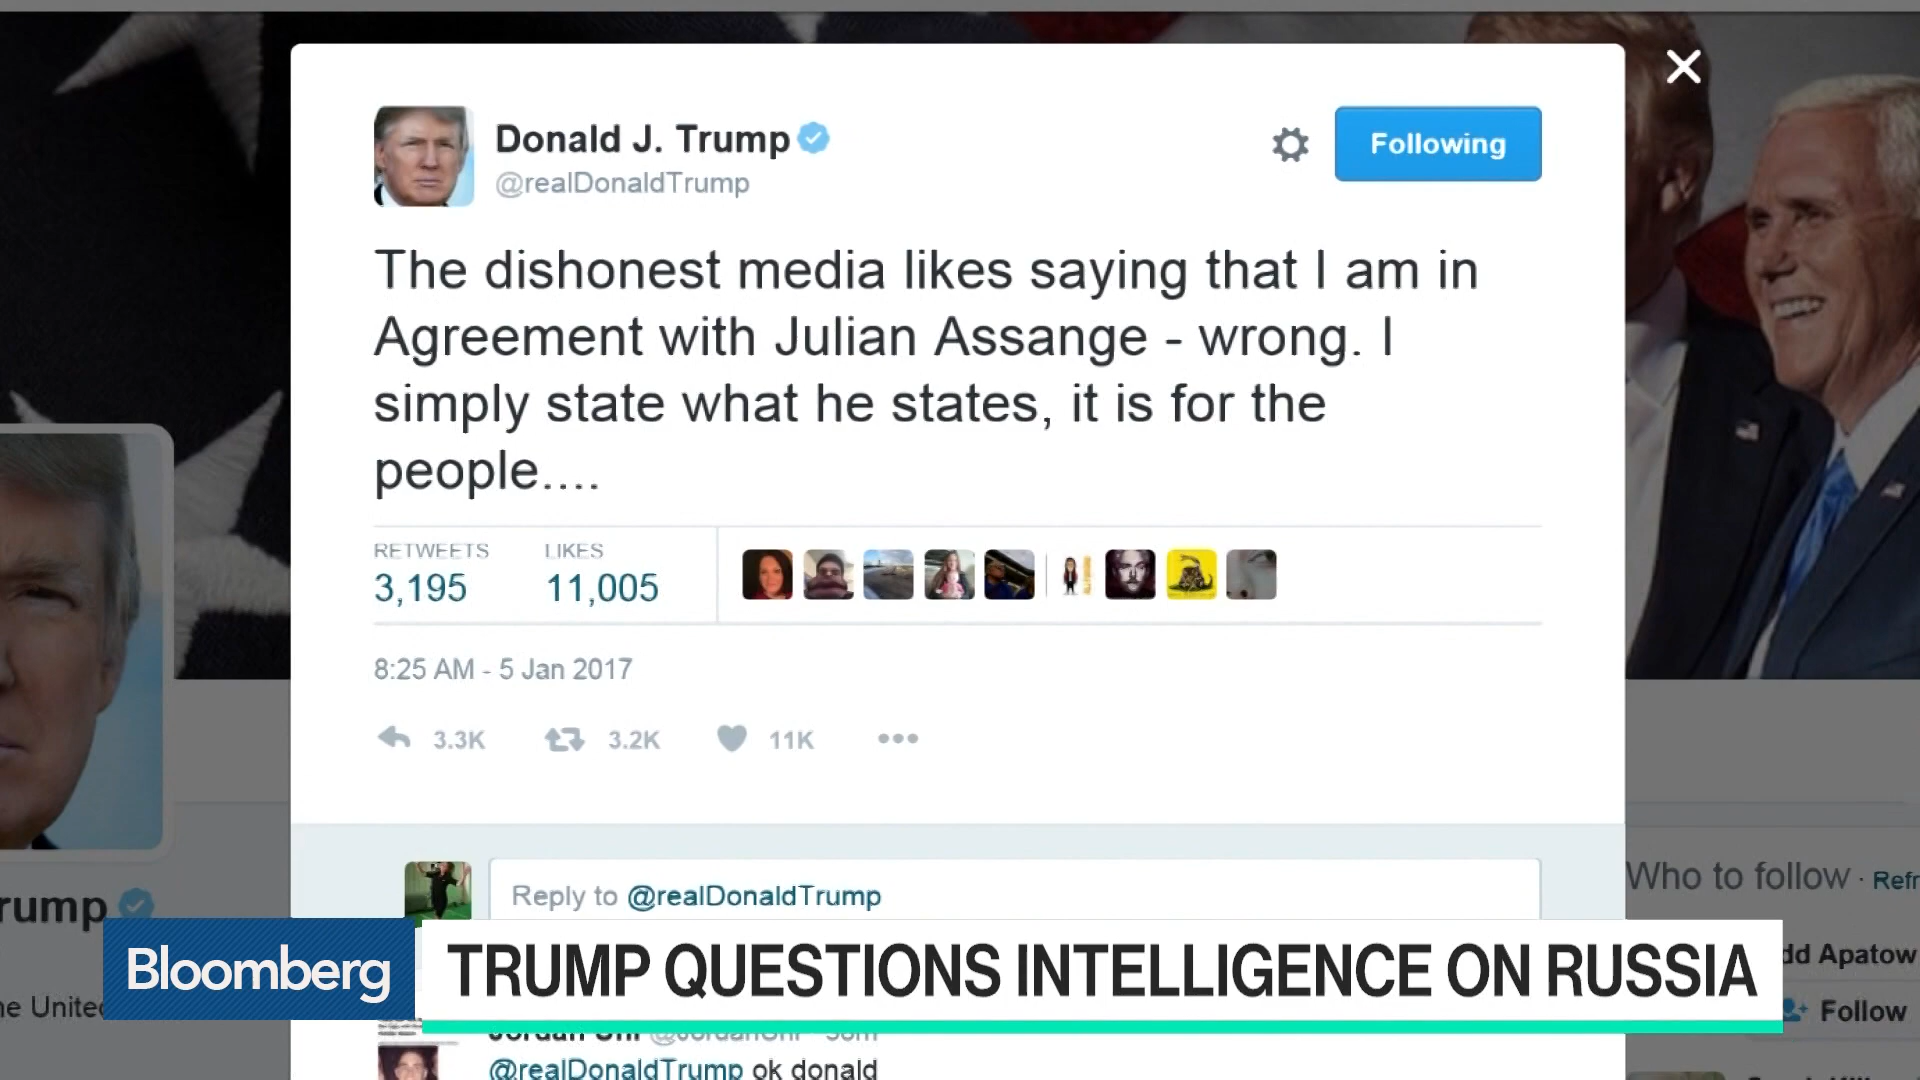 Donald J. Trump
@realDonaldTrump
Following
The dishonest media likes saying that I am in
Agreement with Julian Assange - wrong. I
simply state what he states, it is for the
people....
RETWEETS
LIKES
3,195
11,005
8:25 AM - 5 Jan 2017
3.3K
3.2K
11K
Reply to @realDonaldTrump
rump
Who to follow · Refr
dd Apatow
Follow
he Unite
Bloomberg
TRUMP QUESTIONS INTELLIGENCE ON RUSSIA
@realDonaldTrump ok donald